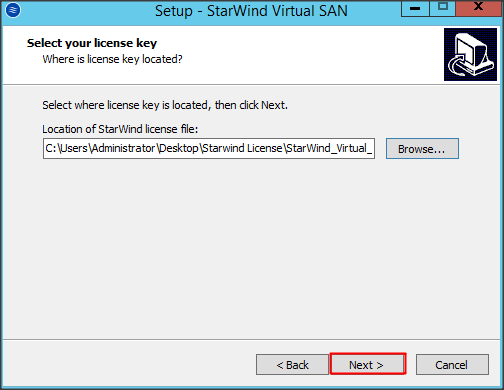 Setup - StarWind Virtual SAN
Select your license key
Where is license key located?
Select where license key is located, then click Next.
Location of StarWind license file:
C:\Users\Administrator\Desktop\Starwind License\StarWind_Virtual_
Browse...
< Back
Next >
Cancel